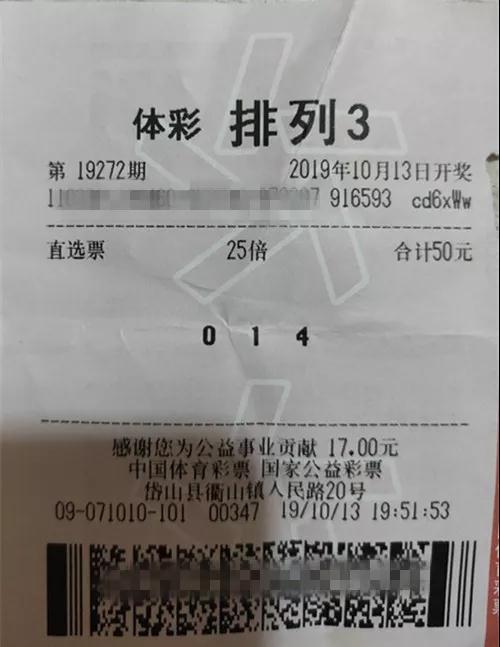 体彩 排列3
第 19272期 2019年10月13日开奖
916593 cd6xWw
直选票 25倍 合计50元
0 1 4
感谢您为公益事业贡献 17.00元
中国体育彩票 国家公益彩票
岱山县衢山镇人民路20号
09-071010-101 00347 19/10/13 19:51:53